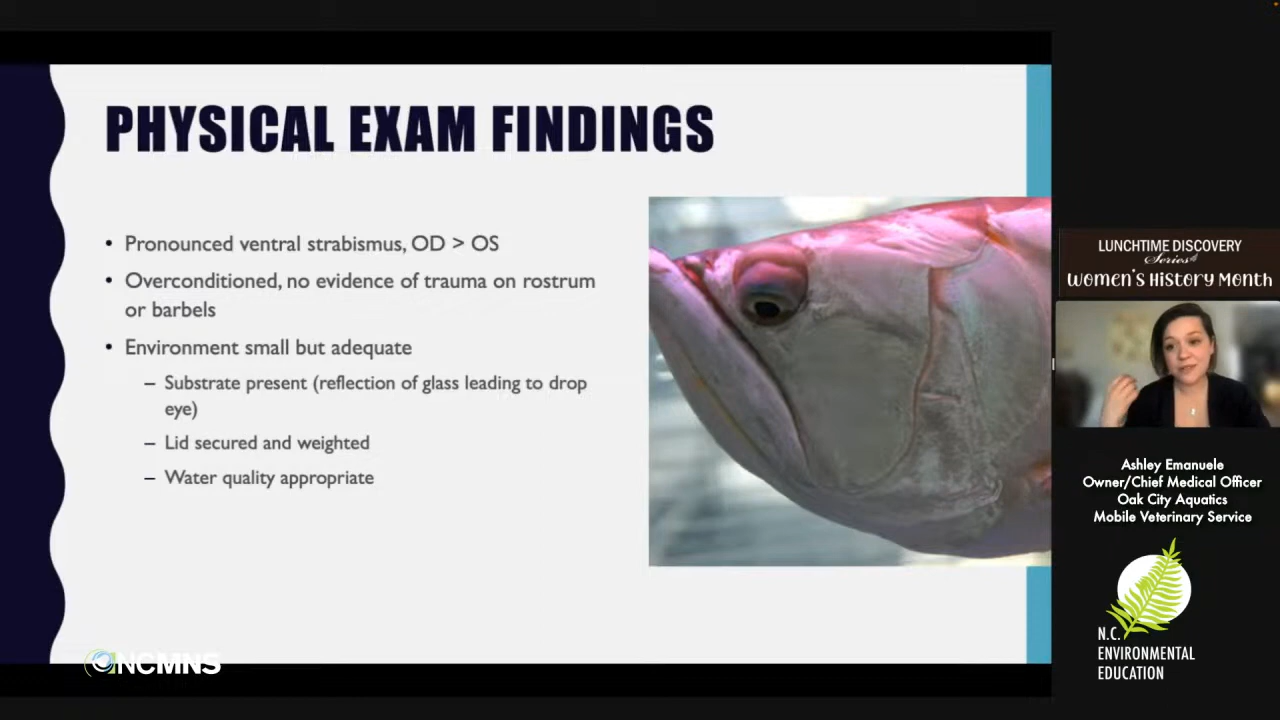 PHYSICAL EXAM FINDINGS
• Pronounced ventral strabismus, OD > OS
• Overconditioned, no evidence of trauma on rostrum
or barbels
• Environment small but adequate
– Substrate present (reflection of glass leading to drop
eye)
– Lid secured and weighted
– Water quality appropriate
NCMNS
LUNCHTIME DISCOVERY
Series
WOMEN'S HISTORY MONTH
Ashley Emanuele
Owner/Chief Medical Officer
Oak City Aquatics
Mobile Veterinary Service
N.C.
ENVIRONMENTAL
EDUCATION